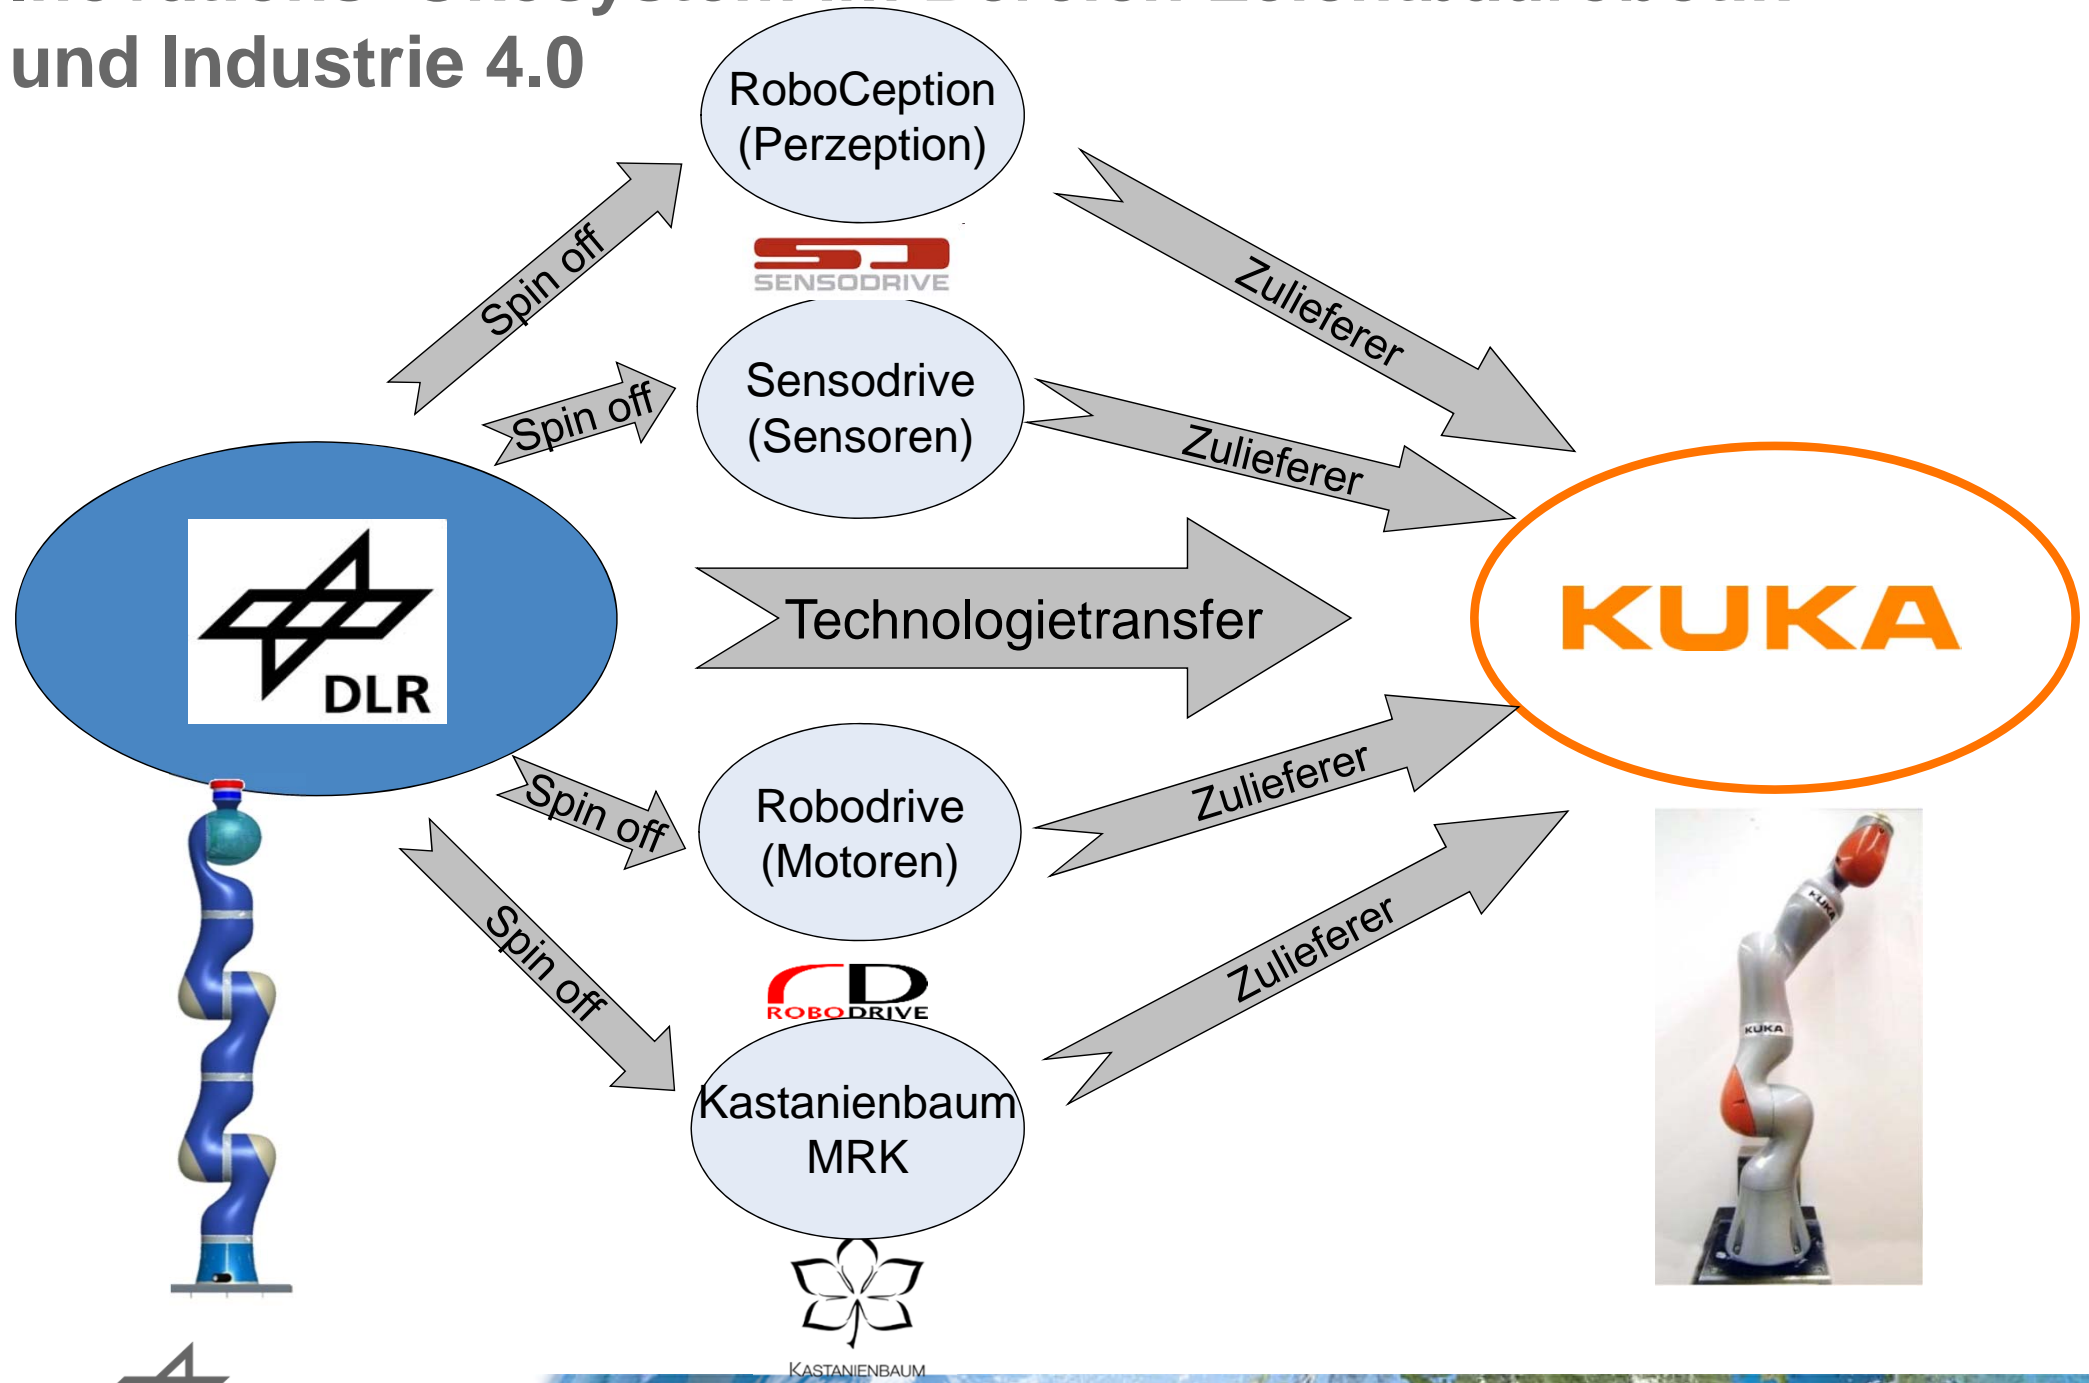 und Industrie 4.0
RoboCeption
(Perzeption)
Spin off
Zulieferer
SENSODRIVE
Sensodrive
(Sensoren)
Spin off
Zulieferer
DLR
Technologietransfer
KUKA
Spin off
Robodrive
(Motoren)
Zulieferer
Spin off
ROBODRIVE
Zulieferer
Kastanienbaum
MRK
KASTANIENBAUM
KUKA
KUKA